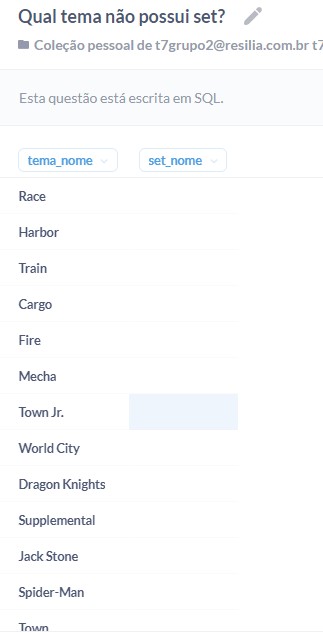 Qual tema não possui set?
Coleção pessoal de t7grupo2@resilia.com.br t7
Esta questão está escrita em SQL.
tema_nome set_nome
Race
Harbor
Train
Cargo
Fire
Mecha
Town Jr.
World City
Dragon Knights
Supplemental
Jack Stone
Spider-Man
Town